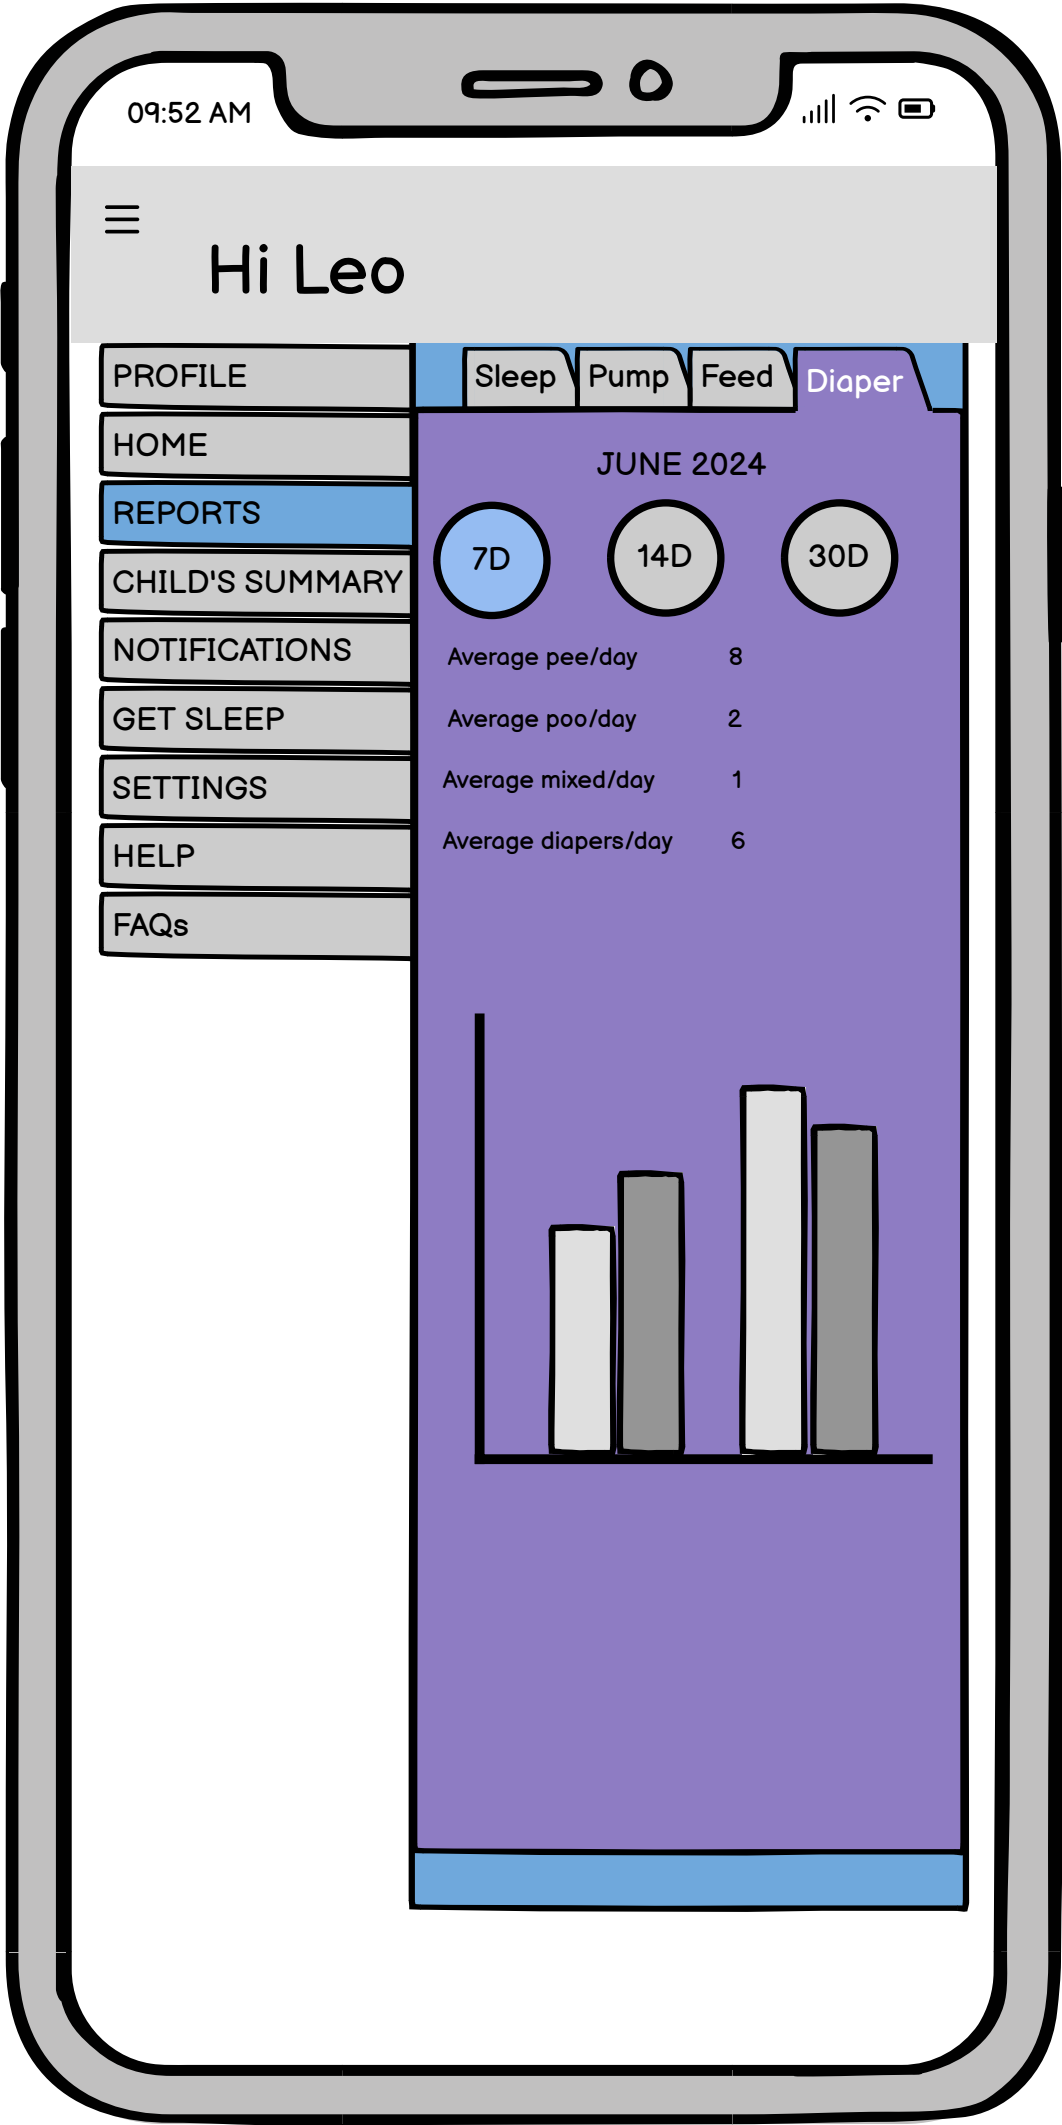 09:52 AM
Hi Leo
PROFILE
HOME
REPORTS
CHILD'S SUMMARY
NOTIFICATIONS
GET SLEEP
SETTINGS
HELP
FAQs
Sleep Pump Feed Diaper
JUNE 2024
7D 14D 30D
Average pee/day 8
Average poo/day 2
Average mixed/day 1
Average diapers/day 6